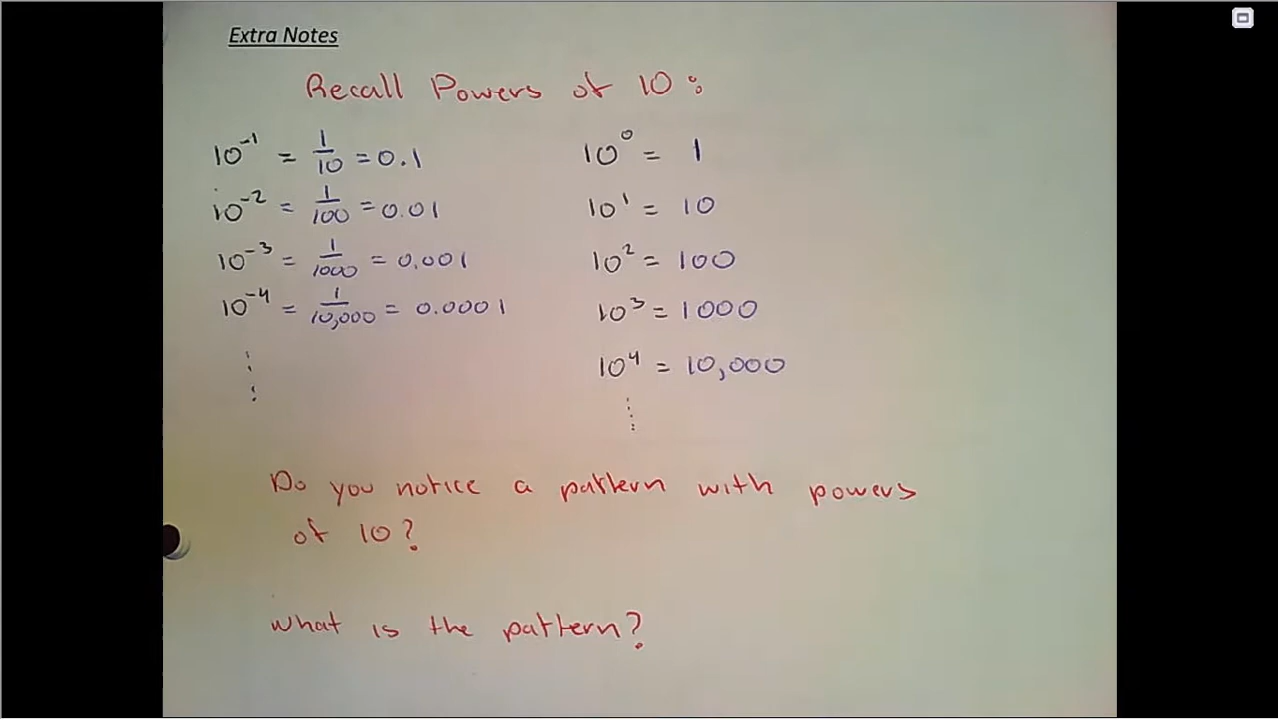 Extra Notes
Recall Powers of 10:
10⁻¹ = 1/10 = 0.1
10⁻² = 1/100 = 0.01
10⁻³ = 1/1000 = 0.001
10⁻⁴ = 1/10,000 = 0.0001
⋮
10⁰ = 1
10¹ = 10
10² = 100
10³ = 1000
10⁴ = 10,000
⋮
Do you notice a pattern with powers
of 10?
What is the pattern?